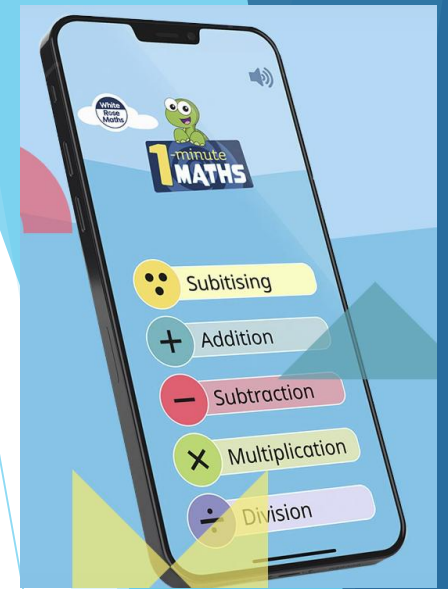 White
Rose
Maths
1-minute
MATHS
Subitising
+ Addition
− Subtraction
× Multiplication
÷ Division